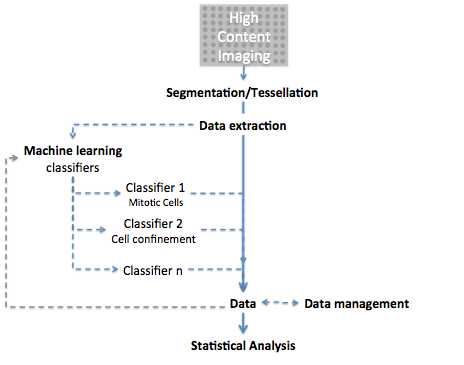 High
Content
Imaging
Segmentation/Tessellation
Data extraction
Machine learning
classifiers
Classifier 1
Mitotic Cells
Classifier 2
Cell confinement
Classifier n
Data
Data management
Statistical Analysis